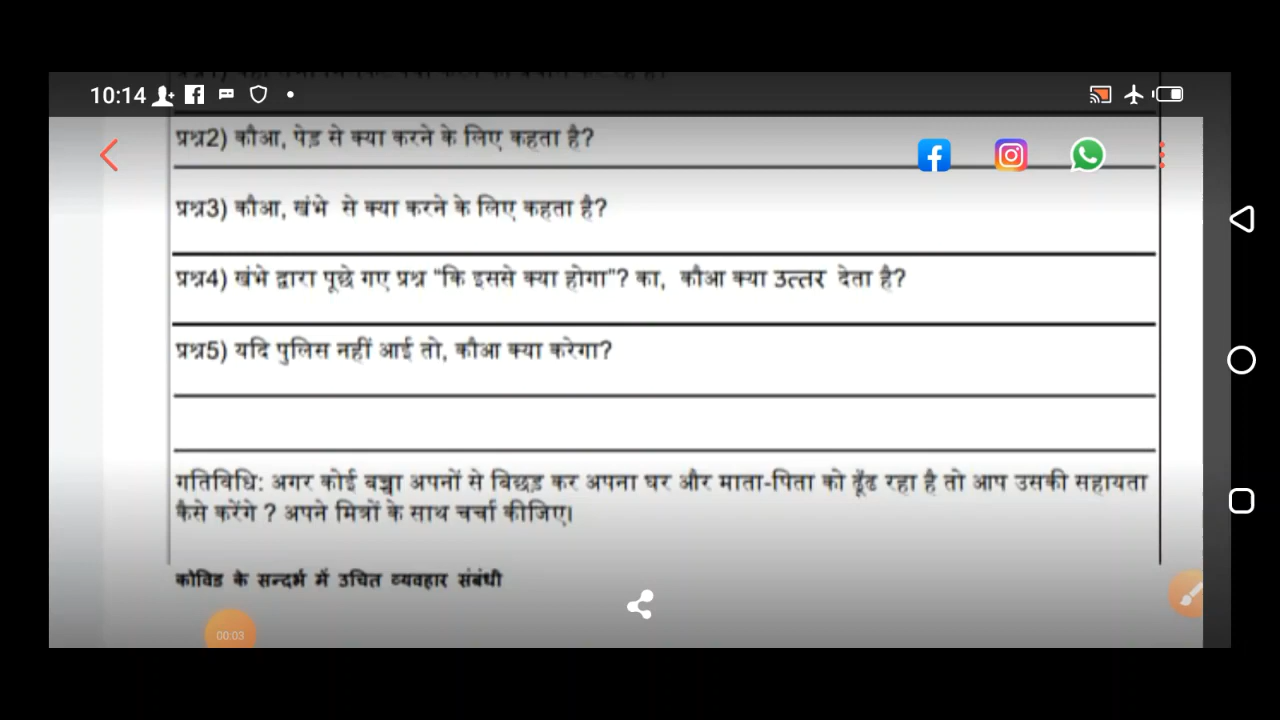 10:14
प्रश्न2) कौआ, पेड़ से क्या करने के लिए कहता है?
प्रश्न3) कौआ, खंभे से क्या करने के लिए कहता है?
प्रश्न4) खंभे द्वारा पूछे गए प्रश्न “कि इससे क्या होगा”? का, कौआ क्या उत्तर देता है?
प्रश्न5) यदि पुलिस नहीं आई तो, कौआ क्या करेगा?
गतिविधि: अगर कोई बच्चा अपनों से बिछड़ कर अपना घर और माता-पिता को ढूँढ रहा है तो आप उसकी सहायता
कैसे करेंगे ? अपने मित्रों के साथ चर्चा कीजिए।
कोविड के सन्दर्भ में उचित व्यवहार संबंधी
00:03